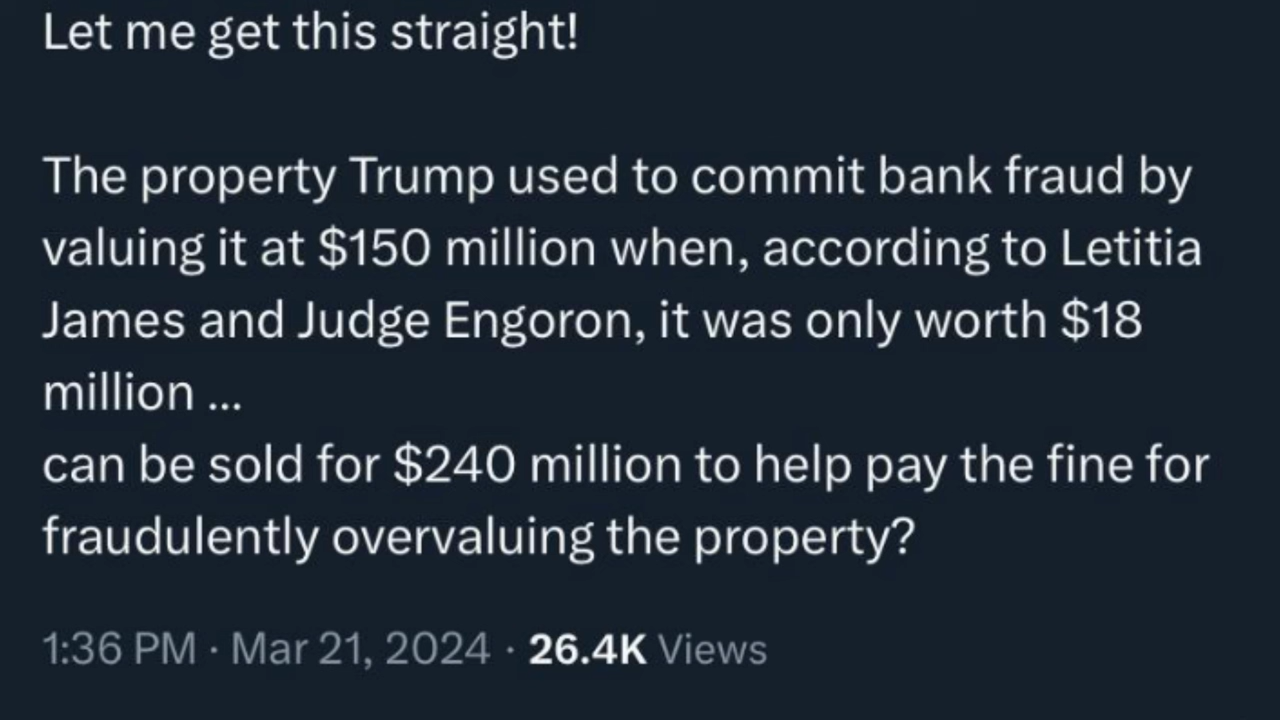 Let me get this straight!
The property Trump used to commit bank fraud by
valuing it at $150 million when, according to Letitia
James and Judge Engoron, it was only worth $18
million ...
can be sold for $240 million to help pay the fine for
fraudulently overvaluing the property?
1:36 PM · Mar 21, 2024 · 26.4K Views